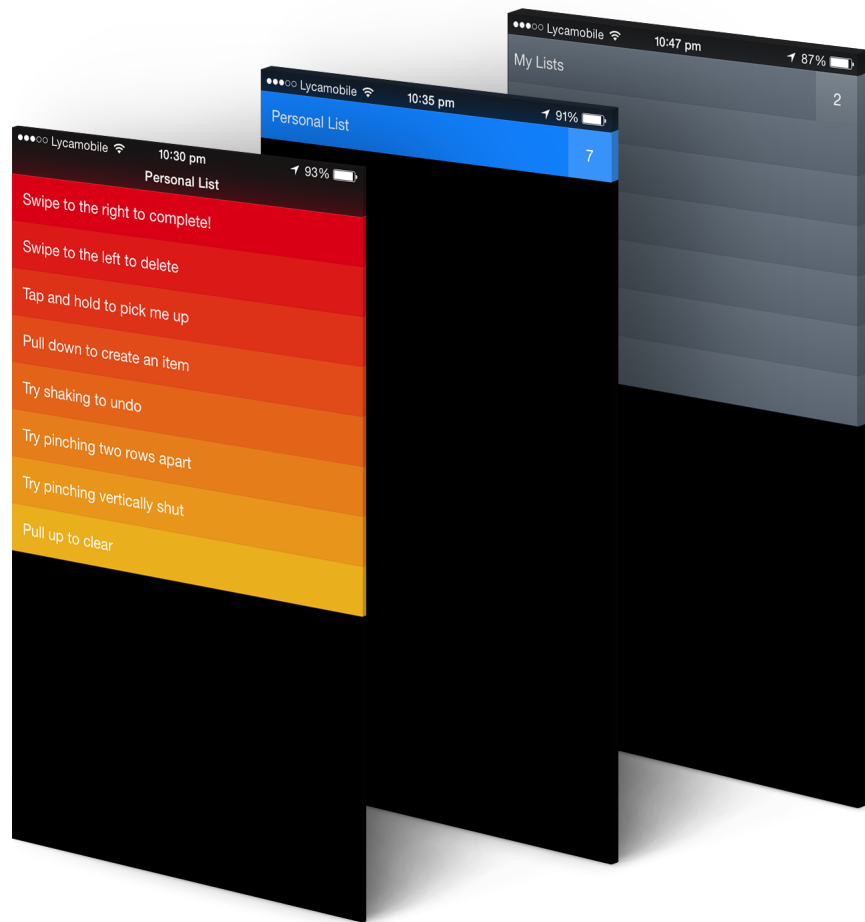 Lycamobile 10:30 pm 93%
Personal List
Swipe to the right to complete!
Swipe to the left to delete
Tap and hold to pick me up
Pull down to create an item
Try shaking to undo
Try pinching two rows apart
Try pinching vertically shut
Pull up to clear
Lycamobile 10:35 pm 91%
Personal List 7
Lycamobile 10:47 pm 87%
My Lists 2